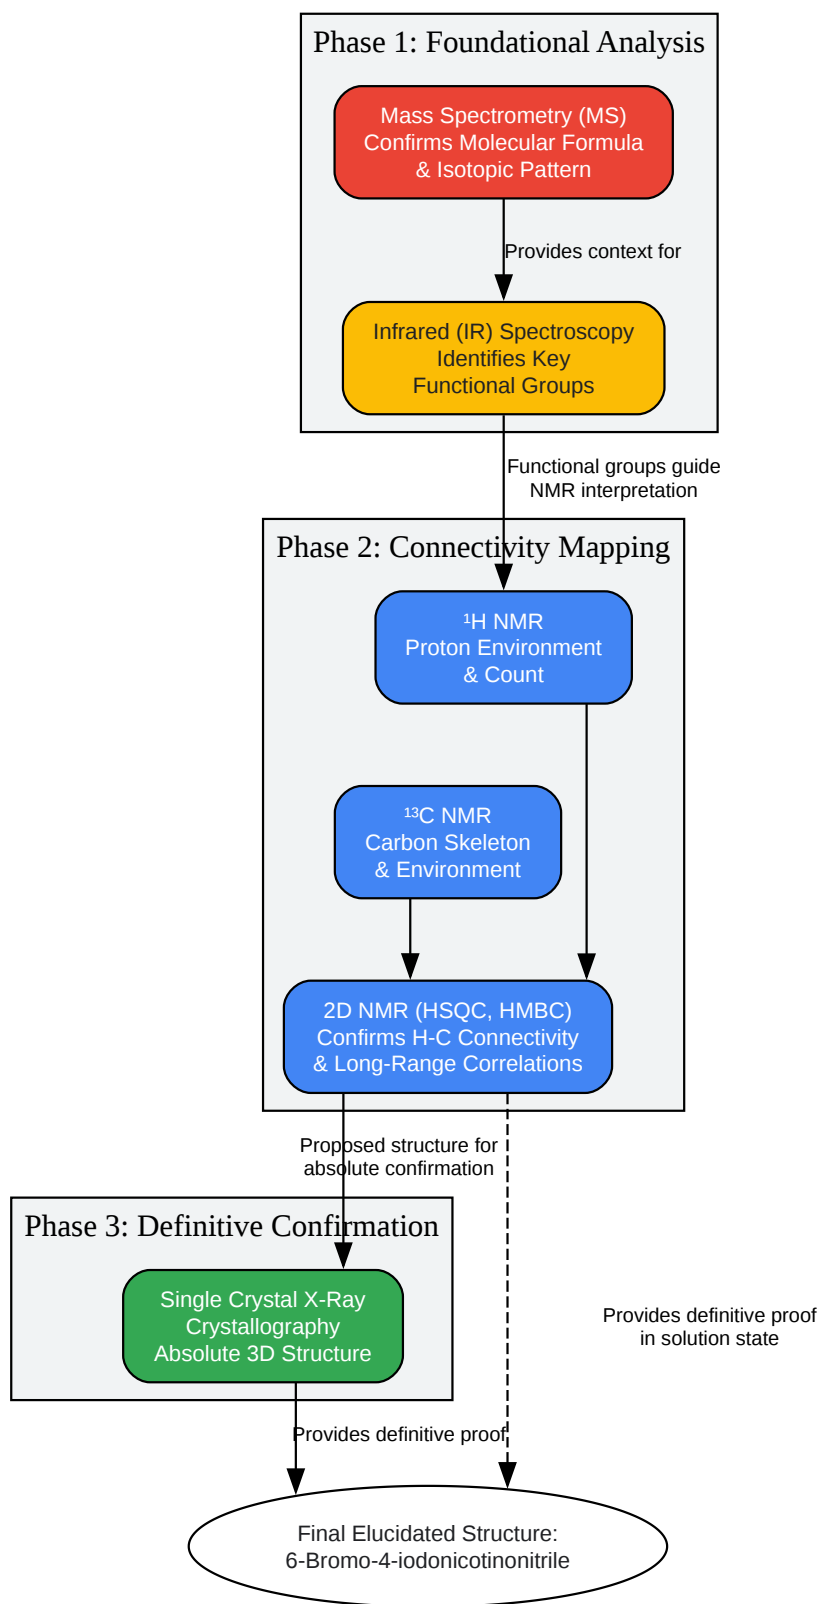 Phase 1: Foundational Analysis
Mass Spectrometry (MS)
Confirms Molecular Formula
& Isotopic Pattern
Provides context for
Infrared (IR) Spectroscopy
Identifies Key
Functional Groups
Functional groups guide
NMR interpretation
Phase 2: Connectivity Mapping
¹H NMR
Proton Environment
& Count
¹³C NMR
Carbon Skeleton
& Environment
2D NMR (HSQC, HMBC)
Confirms H-C Connectivity
& Long-Range Correlations
Proposed structure for
absolute confirmation
Phase 3: Definitive Confirmation
Single Crystal X-Ray
Crystallography
Absolute 3D Structure
Provides definitive proof
in solution state
Provides definitive proof
Final Elucidated Structure:
6-Bromo-4-iodonicotinonitrile